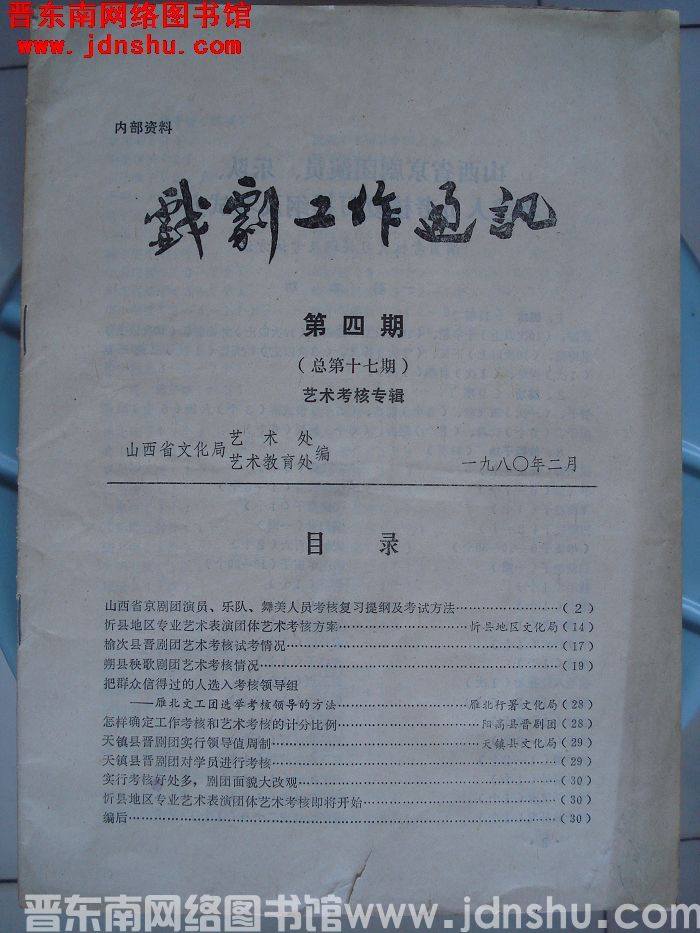 晋东南网络图书馆
www.jdnshu.com
内部资料
戏剧工作通讯
第四期
（总第十七期）
艺术考核专辑
山西省文化局 艺术处 艺术教育处 编 一九八〇年二月
目 录
山西省京剧团演员、乐队、舞美人员考核复习提纲及考试方法……………（2）
忻县地区专业艺术表演团体艺术考核方案……………忻县地区文化局（14）
榆次县晋剧团艺术考核试考情况……………（17）
朔县秧歌剧团艺术考核情况……………（19）
把群众信得过的人选入考核领导组
——雁北文工团选举考核领导的方法……………雁北行署文化局（28）
怎样确定工作考核和艺术考核的计分比例……………阳高县晋剧团（28）
天镇县晋剧团实行领导值周制……………天镇县文化局（29）
天镇县晋剧团对学员进行考核……………（29）
实行考核好处多，剧团面貌大改观……………（30）
忻县地区专业艺术表演团体艺术考核即将开始……………（30）
编后……………（30）
晋东南网络图书馆 www.jdnshu.com